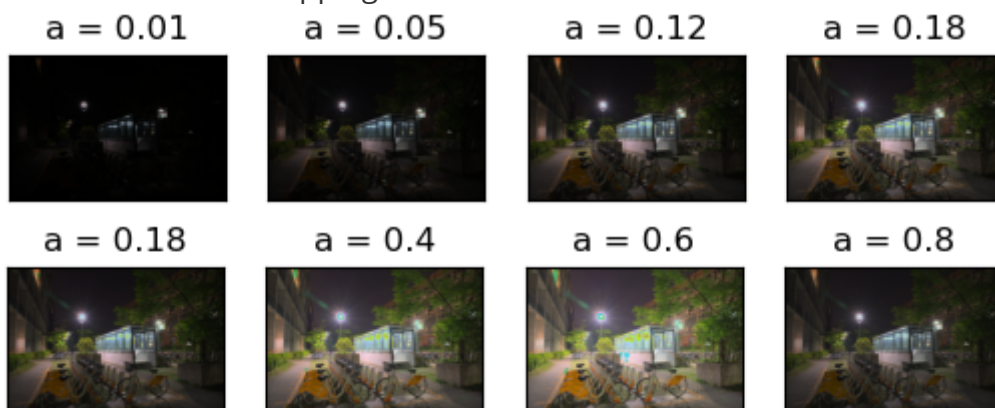 a = 0.01 a = 0.05 a = 0.12 a = 0.18
a = 0.18 a = 0.4 a = 0.6 a = 0.8